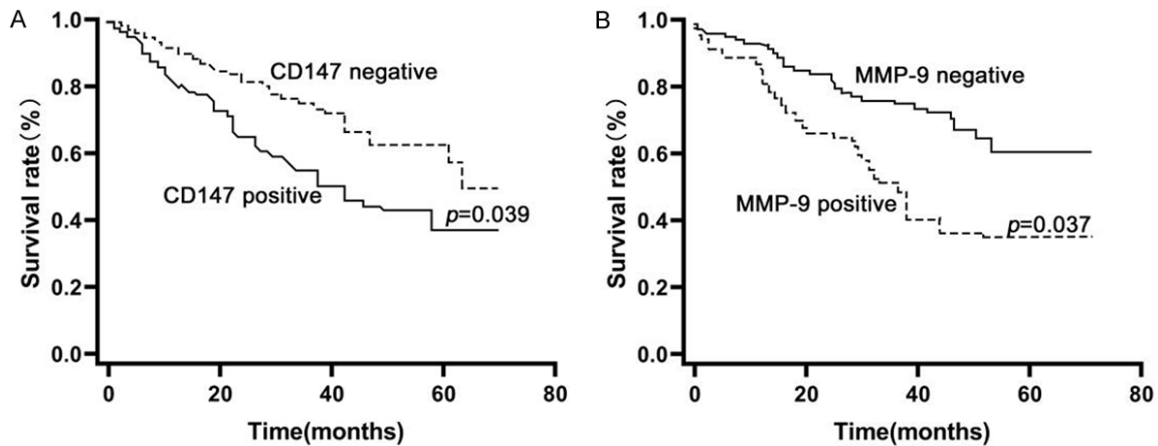 A
Survival rate(%)
1.0
0.8
0.6
0.4
0.2
0.0
CD147 negative
CD147 positive
p=0.039
0 20 40 60 80
Time(months)
B
Survival rate(%)
1.0
0.8
0.6
0.4
0.2
0.0
MMP-9 negative
MMP-9 positive
p=0.037
0 20 40 60 80
Time(months)